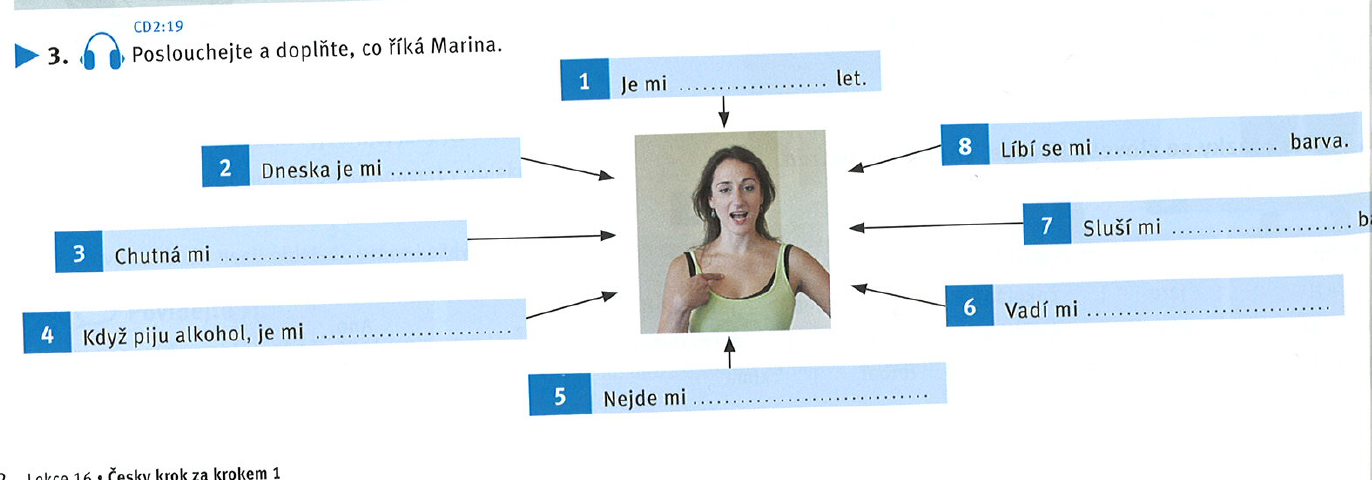 CD2:19
3. Poslouchejte a doplňte, co říká Marina.
1 Je mi ................... let.
2 Dneska je mi ...............
3 Chutná mi .............................
4 Když piju alkohol, je mi .........................
5 Nejde mi ..............................
6 Vadí mi ...............................
7 Sluší mi ....................... b
8 Líbí se mi ....................... barva.
Lekce 16 • Česky krok za krokem 1